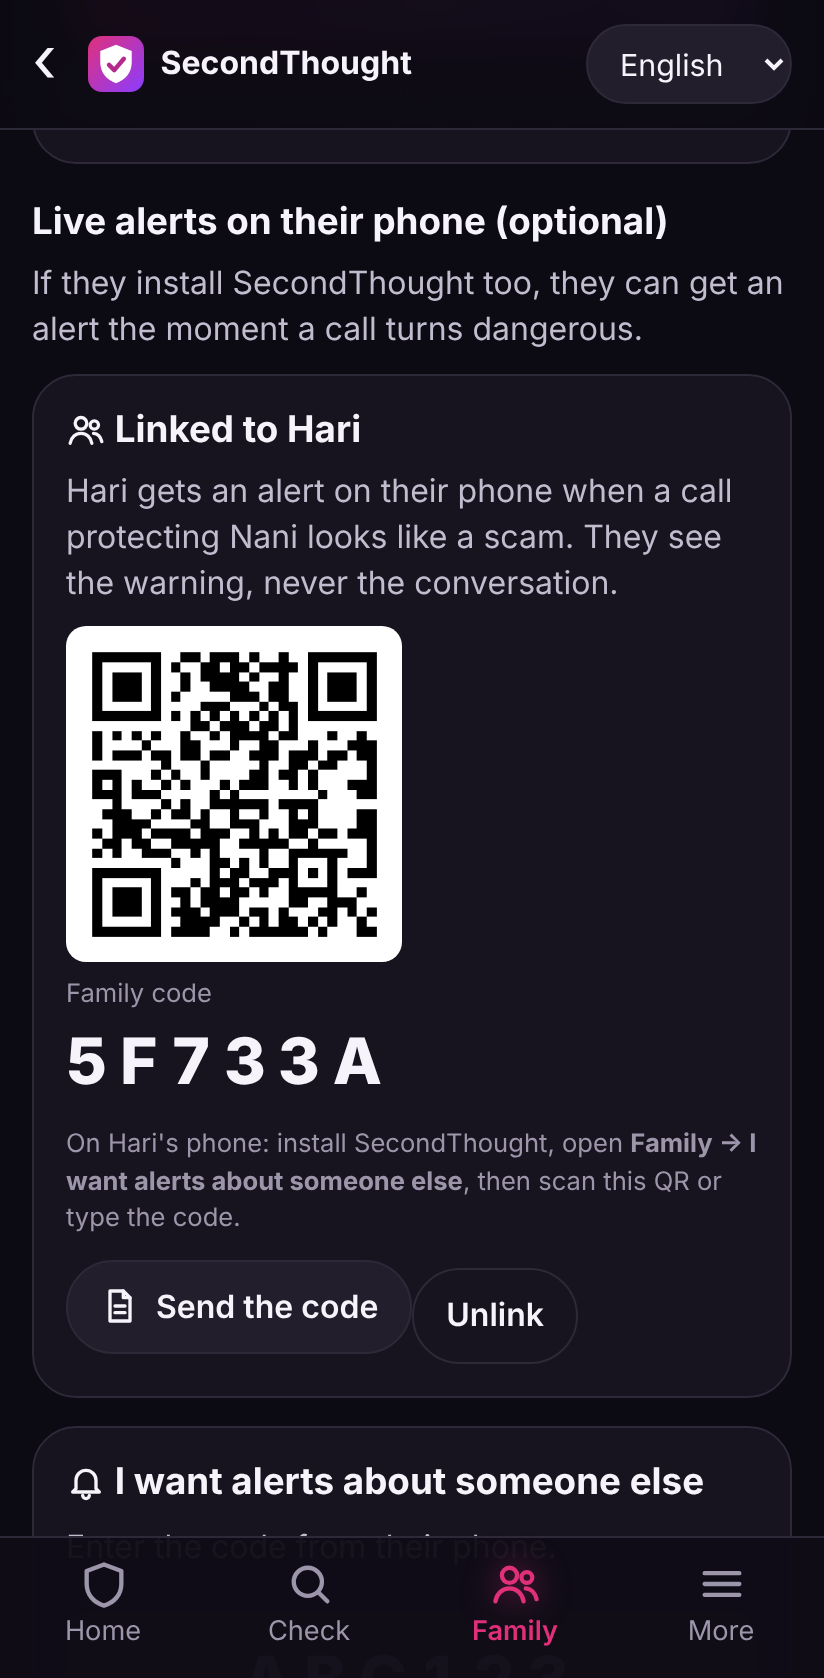 SecondThought
English
Live alerts on their phone (optional)
If they install SecondThought too, they can get an
alert the moment a call turns dangerous.
Linked to Hari
Hari gets an alert on their phone when a call
protecting Nani looks like a scam. They see
the warning, never the conversation.
Family code
5F733A
On Hari's phone: install SecondThought, open Family → I
want alerts about someone else, then scan this QR or
type the code.
Send the code
Unlink
I want alerts about someone else
Enter the code from their phone.
Home
Check
Family
More
ABC123